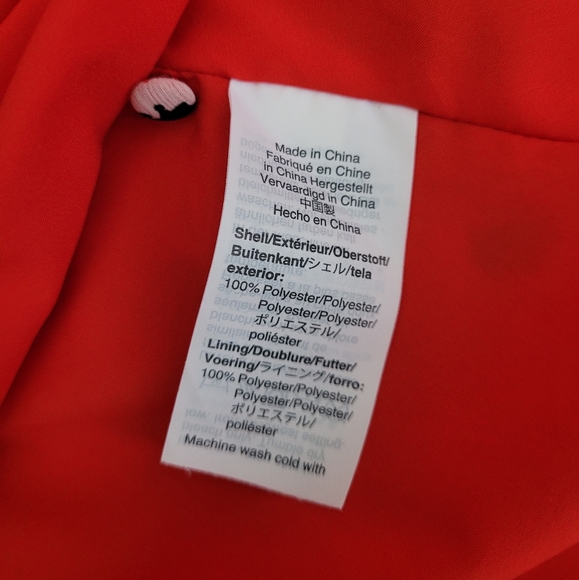 Made in China
Fabriqué en Chine
in China Hergestellt
Vervaardigd in China
中国製
Hecho en China
Shell/Extérieur/Oberstoff/
Buitenkant/シェル/tela
exterior:
100% Polyester/Polyester/
Polyester/Polyester/
ポリエステル/
poliéster
Lining/Doublure/Futter/
Voering/ライニング/forro:
100% Polyester/Polyester/
Polyester/Polyester/
ポリエステル/
poliéster
Machine wash cold with